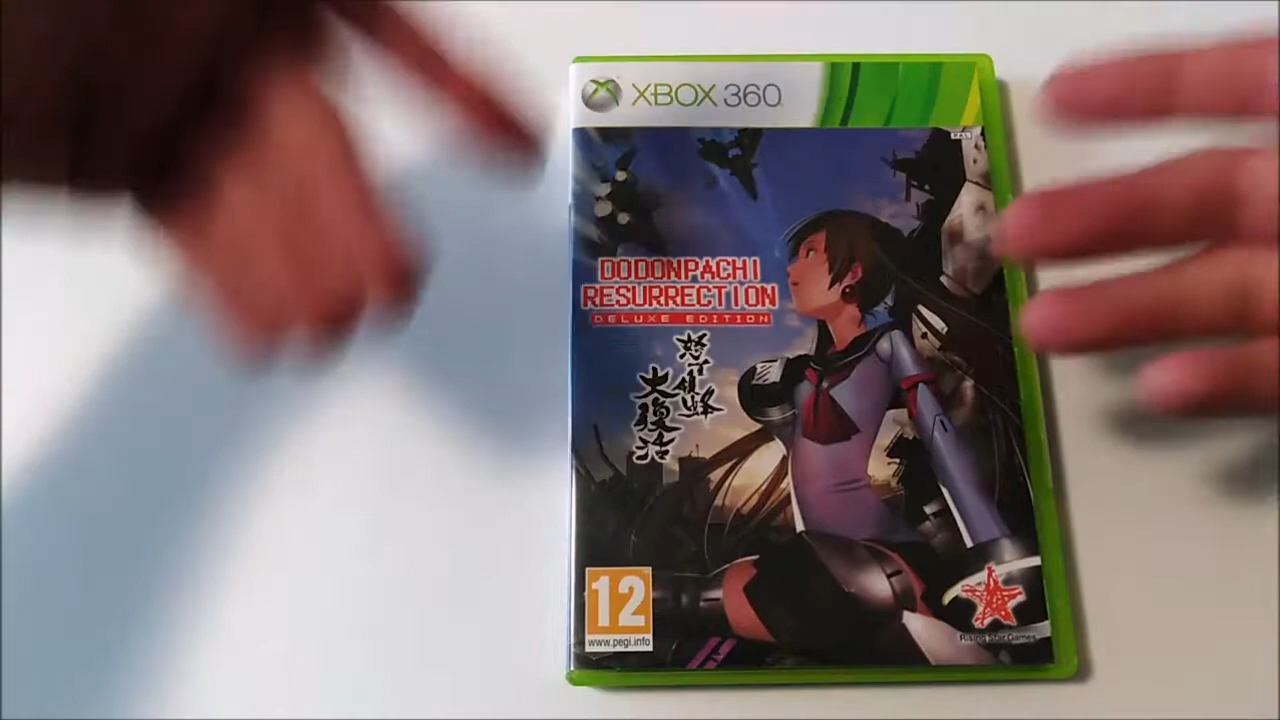 XBOX 360
PAL
DODONPACHI
RESURRECTION
DELUXE EDITION
怒首領蜂
大復活
12
www.pegi.info
Rising Star Games